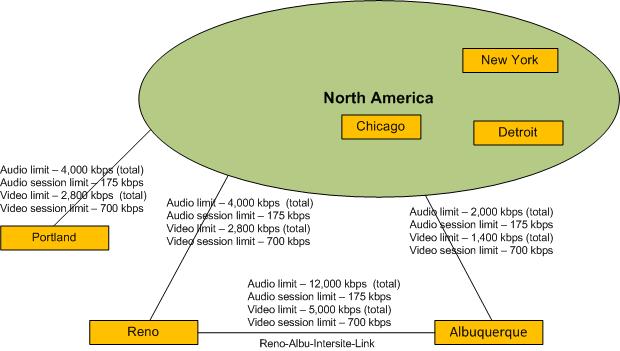 New York
North America
Chicago
Detroit
Audio limit – 4,000 kbps (total)
Audio session limit – 175 kbps
Video limit – 2,800 kbps (total)
Video session limit – 700 kbps
Portland
Audio limit – 4,000 kbps (total)
Audio session limit – 175 kbps
Video limit – 2,800 kbps (total)
Video session limit – 700 kbps
Audio limit – 2,000 kbps (total)
Audio session limit – 175 kbps
Video limit – 1,400 kbps (total)
Video session limit – 700 kbps
Audio limit – 12,000 kbps (total)
Audio session limit – 175 kbps
Video limit – 5,000 kbps (total)
Video session limit – 700 kbps
Reno
Albuquerque
Reno-Albu-Intersite-Link